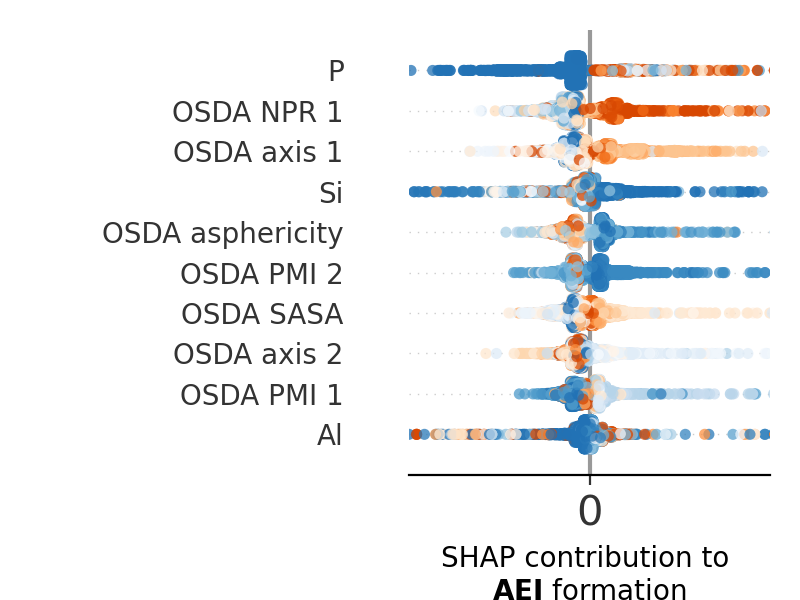 P
OSDA NPR 1
OSDA axis 1
Si
OSDA asphericity
OSDA PMI 2
OSDA SASA
OSDA axis 2
OSDA PMI 1
Al
0
SHAP contribution to
AEI formation